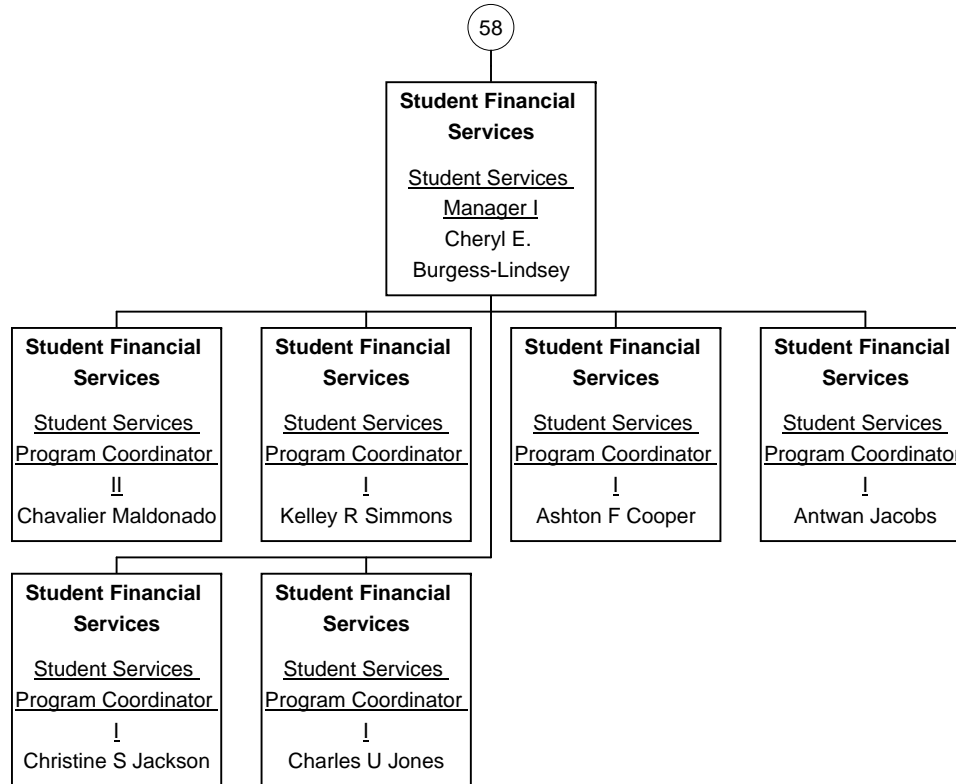 58
Student Financial
Services
Student Services
Manager I
Cheryl E.
Burgess-Lindsey
Student Financial
Services
Student Services
Program Coordinator
II
Chavalier Maldonado
Student Financial
Services
Student Services
Program Coordinator
I
Kelley R Simmons
Student Financial
Services
Student Services
Program Coordinator
I
Ashton F Cooper
Student Financial
Services
Student Services
Program Coordinator
I
Antwan Jacobs
Student Financial
Services
Student Services
Program Coordinator
I
Christine S Jackson
Student Financial
Services
Student Services
Program Coordinator
I
Charles U Jones